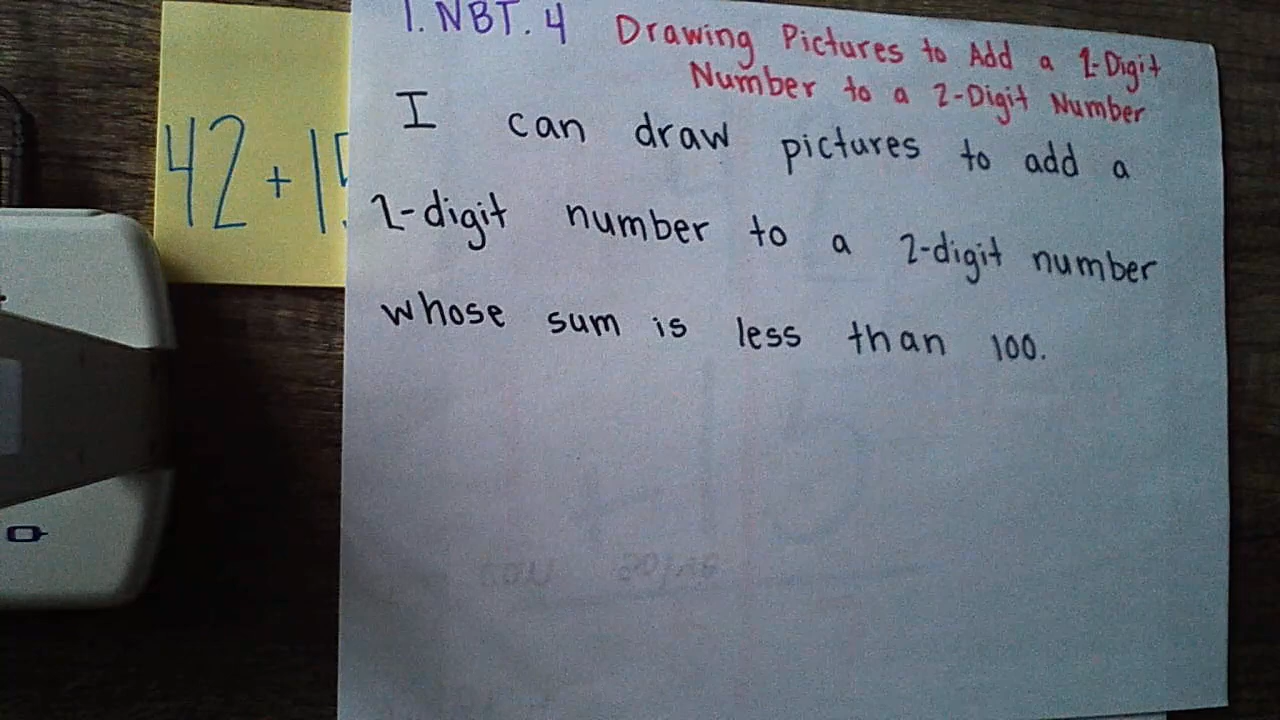 1.NBT.4 Drawing Pictures to Add a 2-Digit
Number to a 2-Digit Number
I can draw pictures to add a
2-digit number to a 2-digit number
whose sum is less than 100.
42+1